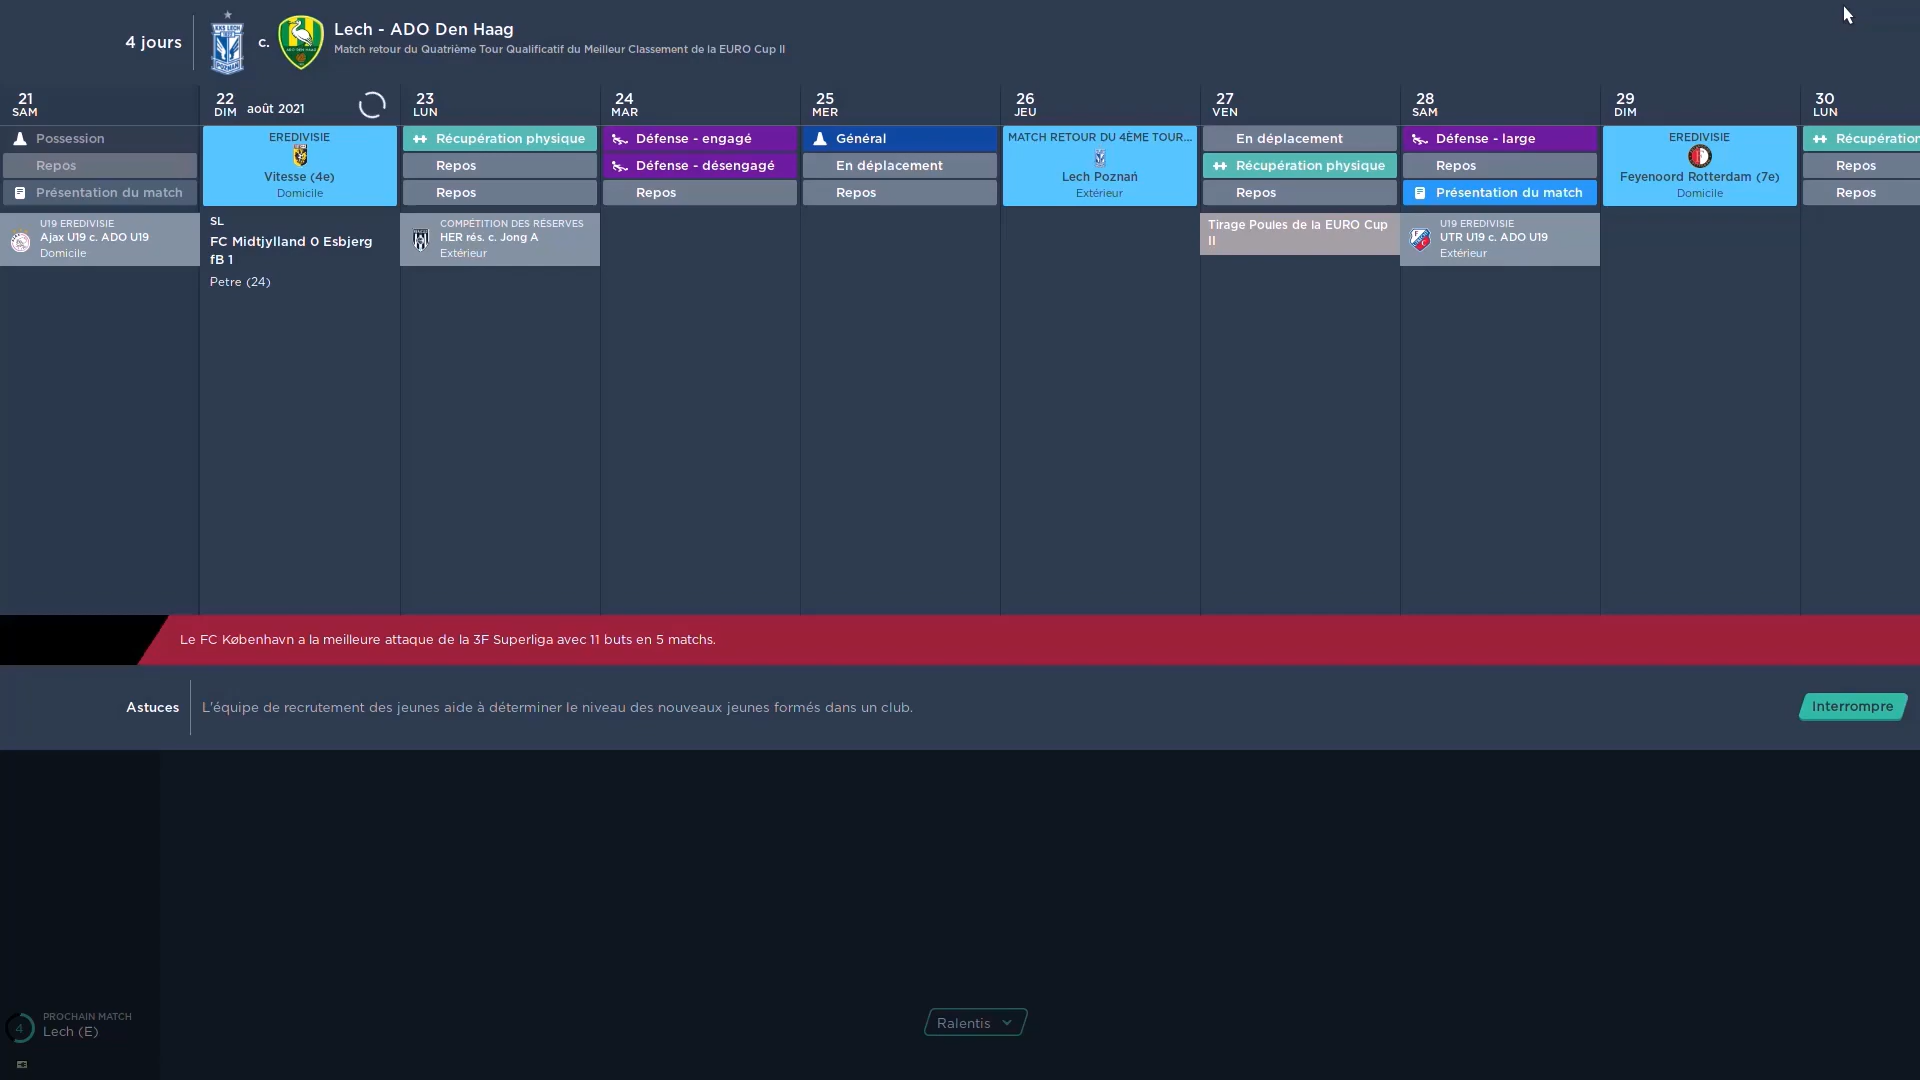 4 jours
c.
Lech - ADO Den Haag
Match retour du Quatrième Tour Qualificatif du Meilleur Classement de la EURO Cup II
21
SAM
22
DIM août 2021
23
LUN
24
MAR
25
MER
26
JEU
27
VEN
28
SAM
29
DIM
30
LUN
Possession
Repos
Présentation du match
U19 EREDIVISIE
Ajax U19 c. ADO U19
Domicile
EREDIVISIE
Vitesse (4e)
Domicile
SL
FC Midtjylland 0 Esbjerg
fB 1
Petre (24)
Récupération physique
Repos
Repos
COMPÉTITION DES RÉSERVES
HER rés. c. Jong A
Extérieur
Défense - engagé
Défense - désengagé
Repos
Général
En déplacement
Repos
MATCH RETOUR DU 4ÈME TOUR...
Lech Poznań
Extérieur
En déplacement
Récupération physique
Repos
Tirage Poules de la EURO Cup
II
Défense - large
Repos
Présentation du match
U19 EREDIVISIE
UTR U19 c. ADO U19
Extérieur
EREDIVISIE
Feyenoord Rotterdam (7e)
Domicile
Récupération
Repos
Repos
Le FC København a la meilleure attaque de la 3F Superliga avec 11 buts en 5 matchs.
Astuces
L'équipe de recrutement des jeunes aide à déterminer le niveau des nouveaux jeunes formés dans un club.
Interrompre
4
PROCHAIN MATCH
Lech (E)
Ralentis